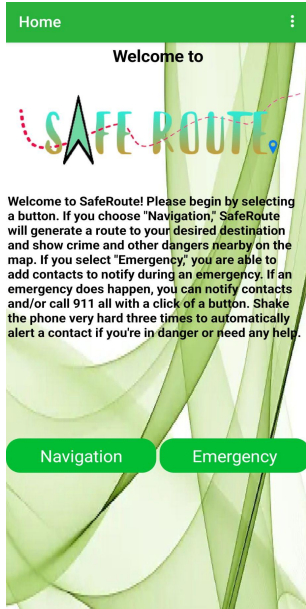 Home
Welcome to
SAFE ROUTE
Welcome to SafeRoute! Please begin by selecting
a button. If you choose "Navigation," SafeRoute
will generate a route to your desired destination
and show crime and other dangers nearby on the
map. If you select "Emergency," you are able to
add contacts to notify during an emergency. If an
emergency does happen, you can notify contacts
and/or call 911 all with a click of a button. Shake
the phone very hard three times to automatically
alert a contact if you're in danger or need any help.
Navigation Emergency